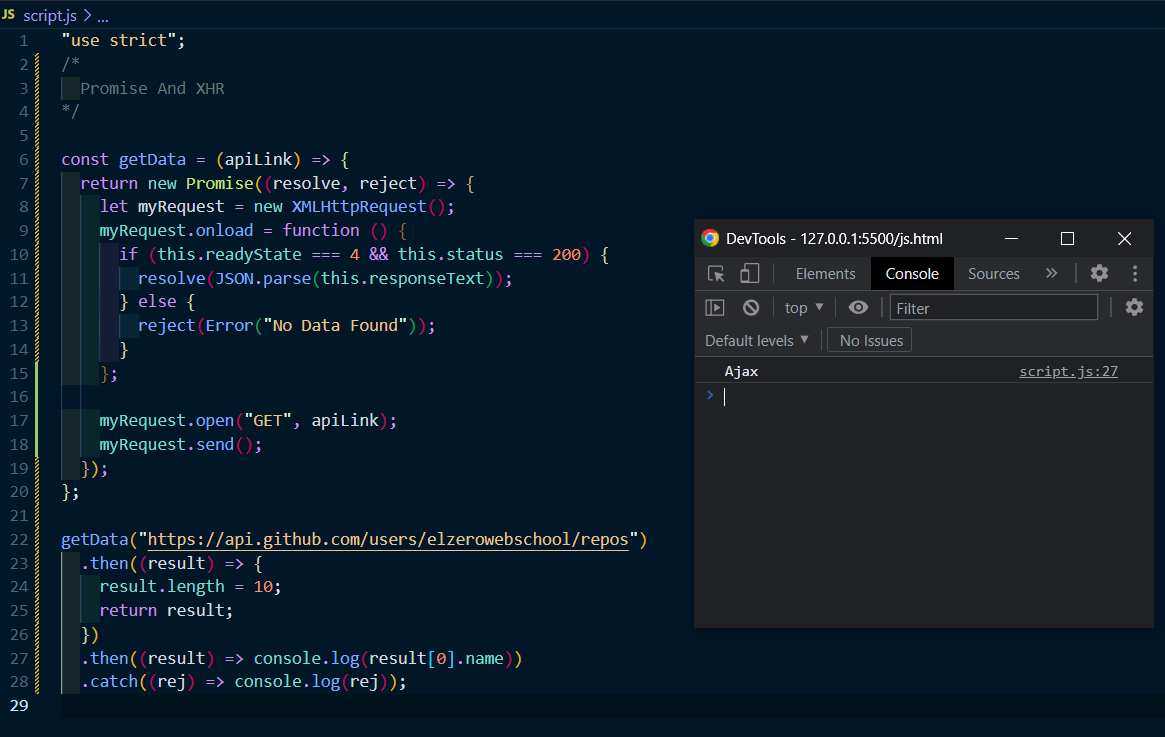 JS script.js > ...
1 "use strict";
2 /*
3 Promise And XHR
4 */
5
6 const getData = (apiLink) => {
7 return new Promise((resolve, reject) => {
8 let myRequest = new XMLHttpRequest();
9 myRequest.onload = function () {
10 if (this.readyState === 4 && this.status === 200) {
11 resolve(JSON.parse(this.responseText));
12 } else {
13 reject(Error("No Data Found"));
14 }
15 };
16
17 myRequest.open("GET", apiLink);
18 myRequest.send();
19 });
20 };
21
22 getData("https://api.github.com/users/elzerowebschool/repos")
23 .then((result) => {
24 result.length = 10;
25 return result;
26 })
27 .then((result) => console.log(result[0].name))
28 .catch((rej) => console.log(rej));
29
DevTools - 127.0.0.1:5500/js.html
Elements Console Sources »
top ▼ Filter
Default levels ▼ No Issues
Ajax script.js:27
>